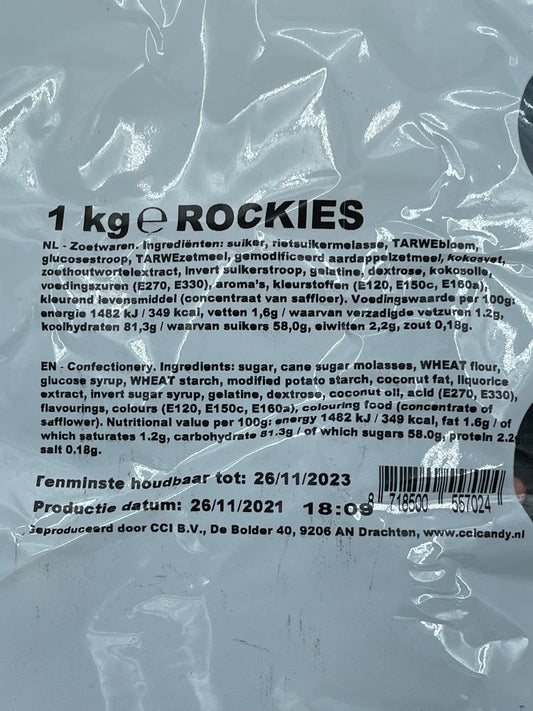 1 kg ℮ ROCKIES
NL - Zoetwaren. Ingrediënten: suiker, rietsuikermelasse, TARWEbloem,
glucosestroop, TARWEzetmeel, gemodificeerd aardappelzetmeel, kokosvet,
zoethoutwortelextract, invert suikerstroop, gelatine, dextrose, kokosolie,
voedingszuren (E270, E330), aroma's, kleurstoffen (E120, E150c, E160a),
kleurend levensmiddel (concentraat van saffloer). Voedingswaarde per 100g:
energie 1482 kJ / 349 kcal, vetten 1,6g / waarvan verzadigde vetzuren 1.2g,
koolhydraten 81,3g / waarvan suikers 58,0g, eiwitten 2,2g, zout 0,18g.
EN - Confectionery. Ingredients: sugar, cane sugar molasses, WHEAT flour,
glucose syrup, WHEAT starch, modified potato starch, coconut fat, liquorice
extract, invert sugar syrup, gelatine, dextrose, coconut oil, acid (E270, E330),
flavourings, colours (E120, E150c, E160a), colouring food (concentrate of
safflower). Nutritional value per 100g: energy 1482 kJ / 349 kcal, fat 1.6g / of
which saturates 1.2g, carbohydrate 81.3g / of which sugars 58.0g, protein 2.2g
salt 0.18g.
Tenminste houdbaar tot: 26/11/2023
Productie datum: 26/11/2021 18:09
8 718500 557024
Geproduceerd door CCI B.V., De Bolder 40, 9206 AN Drachten, www.ccicandy.nl